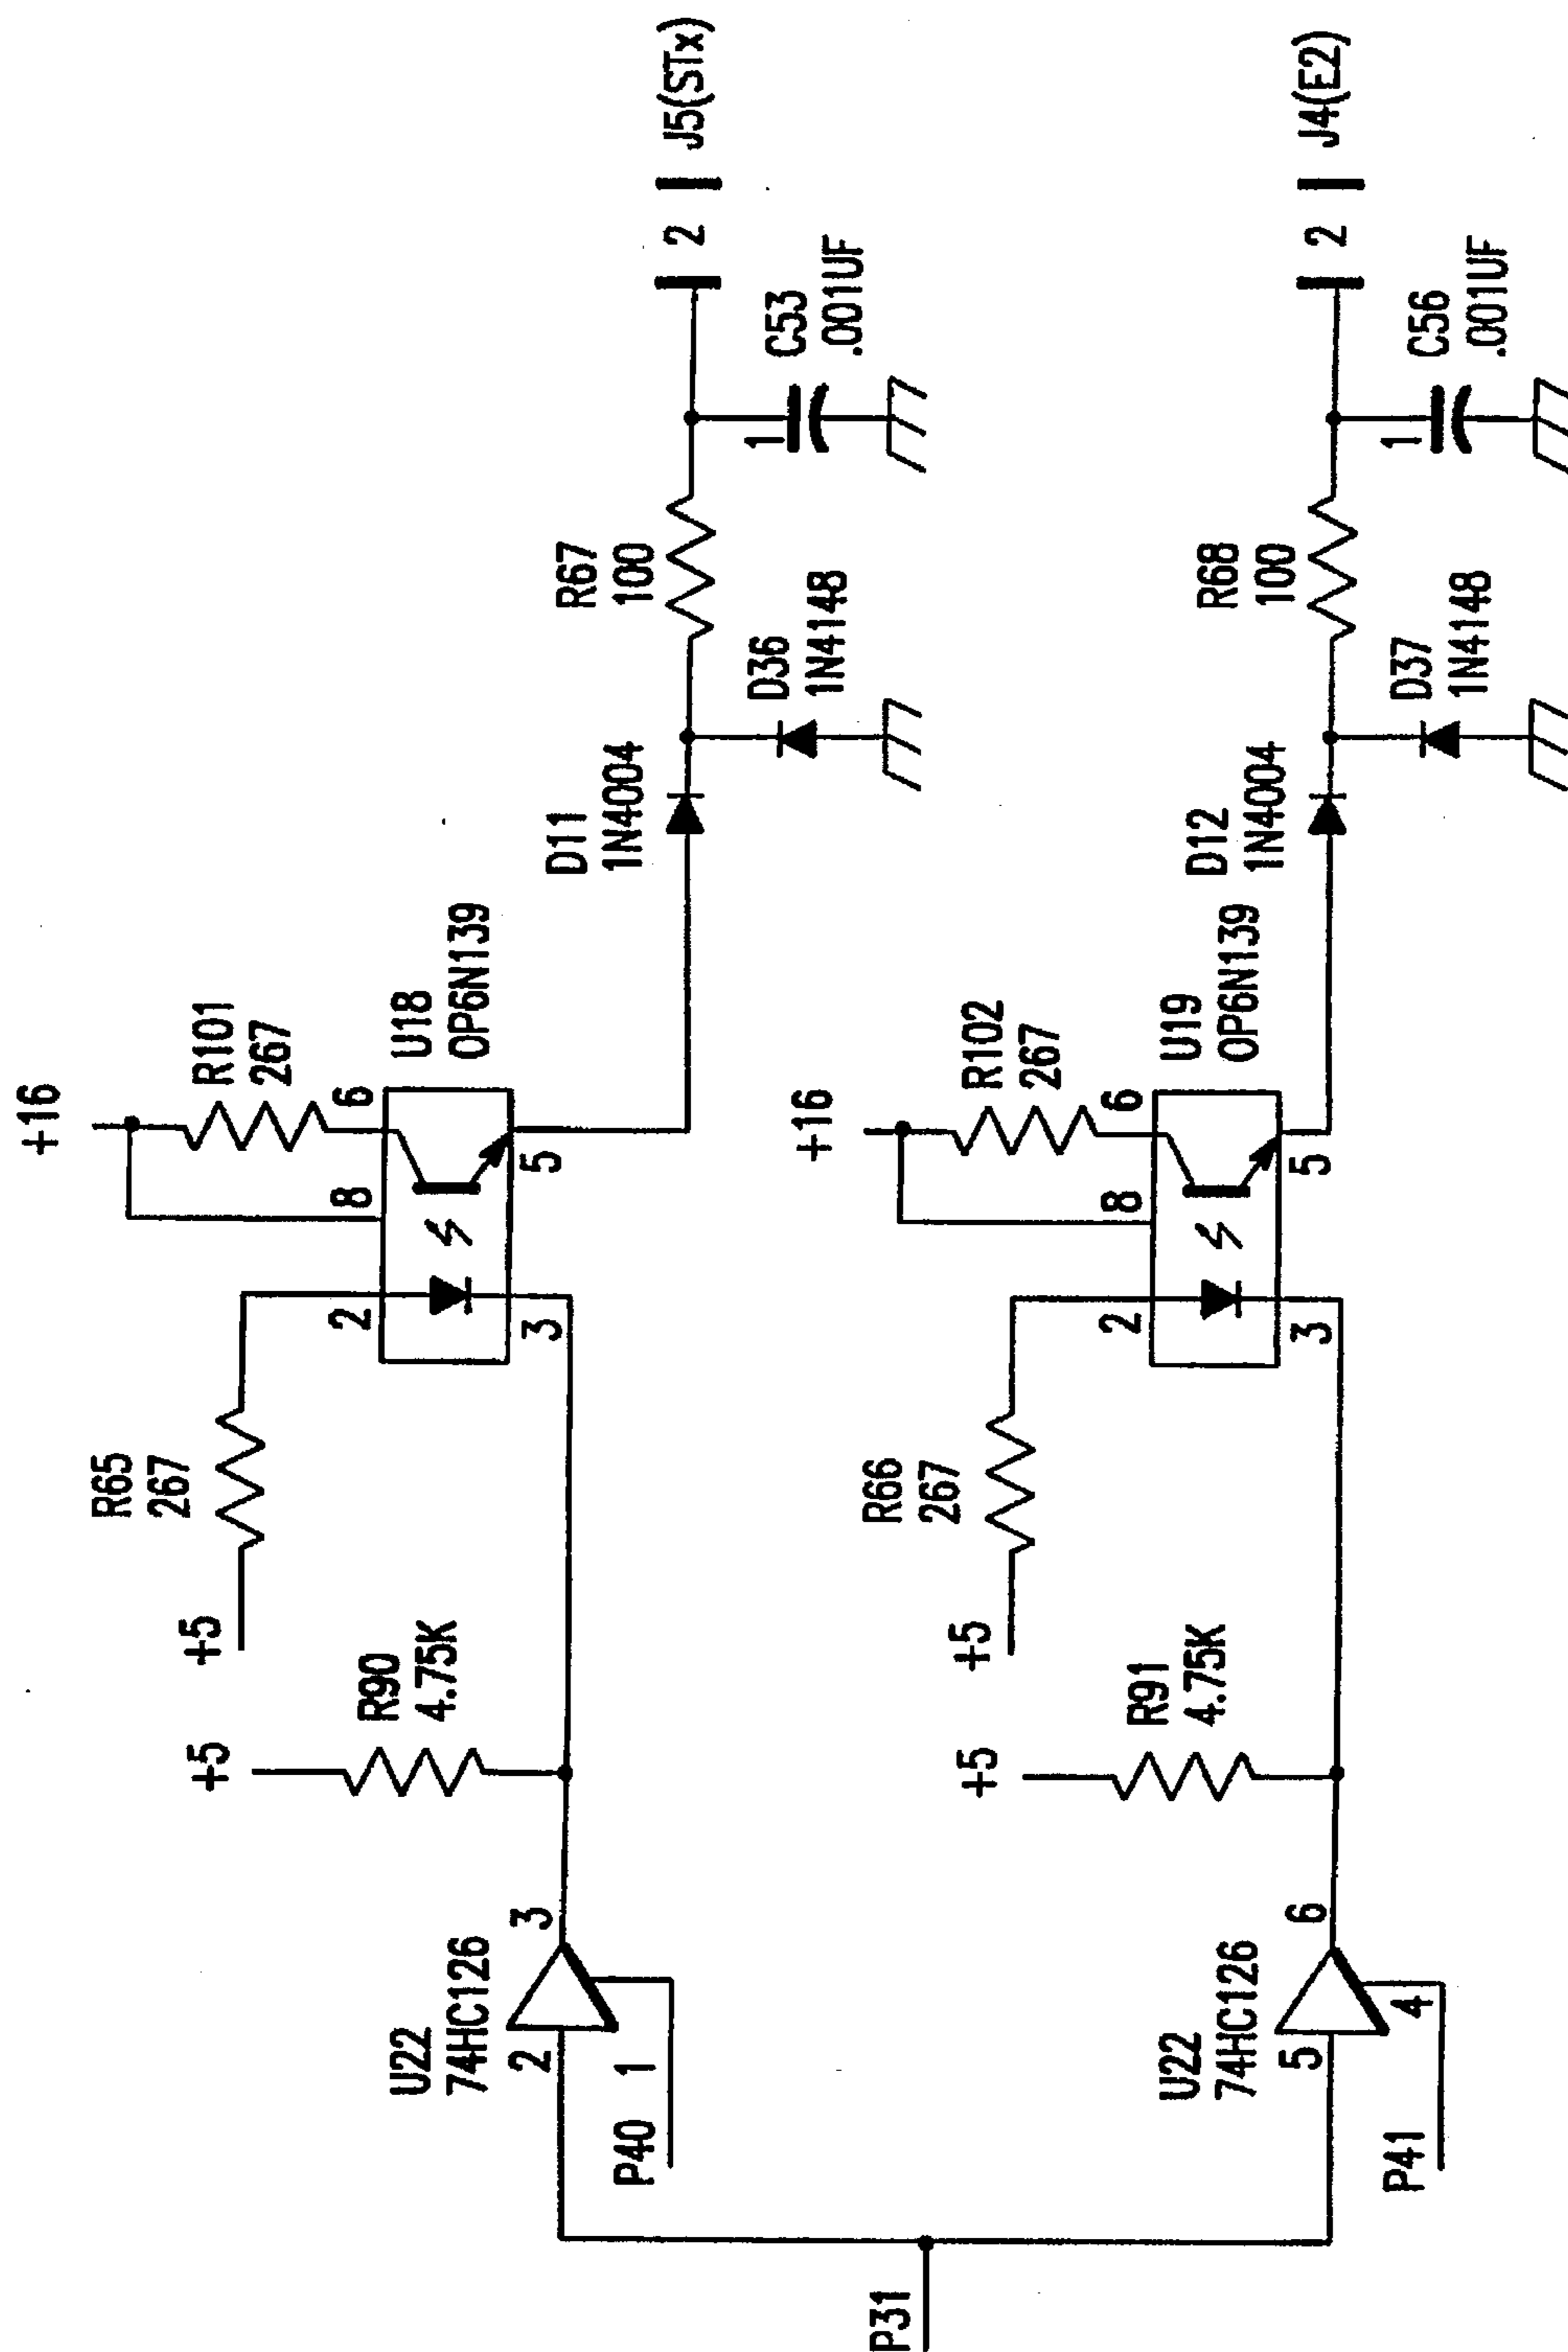 +16
R101
267
6
8
U18
OP6N139
5
2
3
R65
267
+5
+5
R90
4.75K
U22
74HC126
2
3
P40
1
D11
1N4004
D36
1N4148
R67
100
1
C53
.001UF
2
J5(STx)
P31
+16
R102
267
6
8
U19
OP6N139
5
2
3
R66
267
+5
+5
R91
4.75K
U22
74HC126
5
6
P41
4
D12
1N4004
D37
1N4148
R68
100
1
C56
.001UF
2
J4(E2)